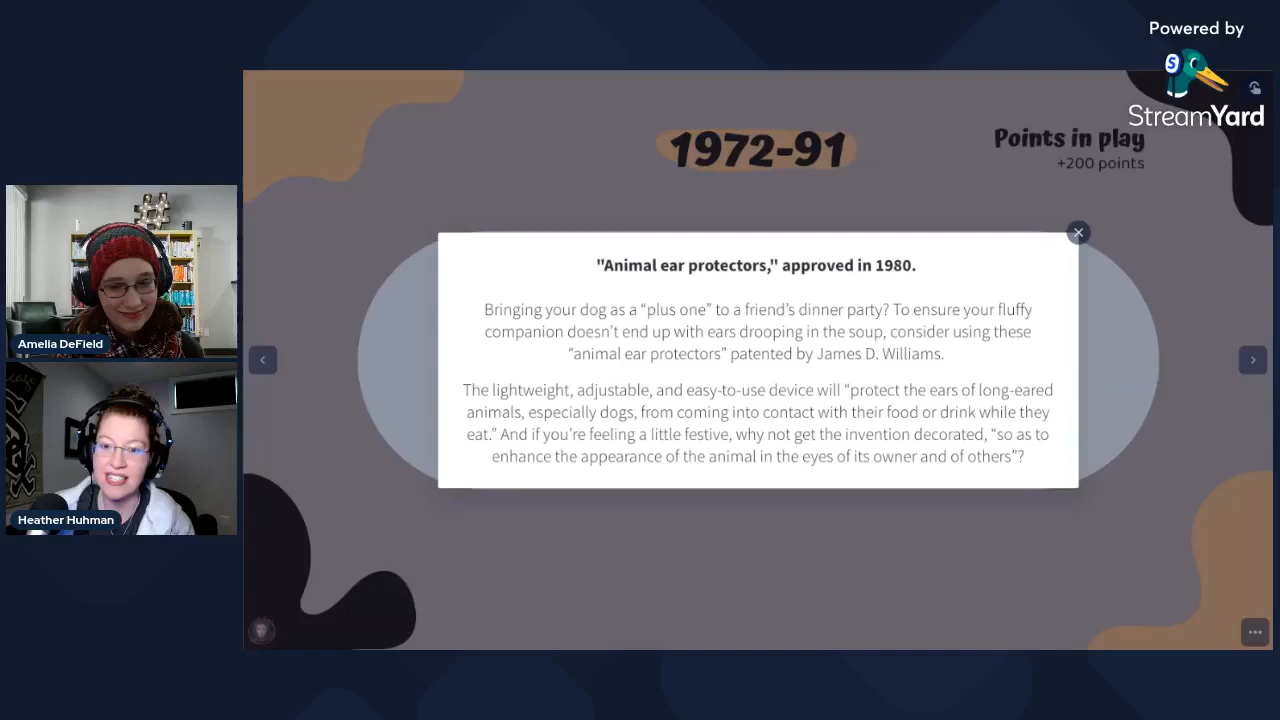 Powered by
StreamYard
1972-91
Points in play
+200 points
"Animal ear protectors," approved in 1980.
Bringing your dog as a “plus one” to a friend’s dinner party? To ensure your fluffy
companion doesn’t end up with ears drooping in the soup, consider using these
“animal ear protectors” patented by James D. Williams.
The lightweight, adjustable, and easy-to-use device will “protect the ears of long-eared
animals, especially dogs, from coming into contact with their food or drink while they
eat.” And if you’re feeling a little festive, why not get the invention decorated, “so as to
enhance the appearance of the animal in the eyes of its owner and of others”?
Amelia DeField
Heather Huhman